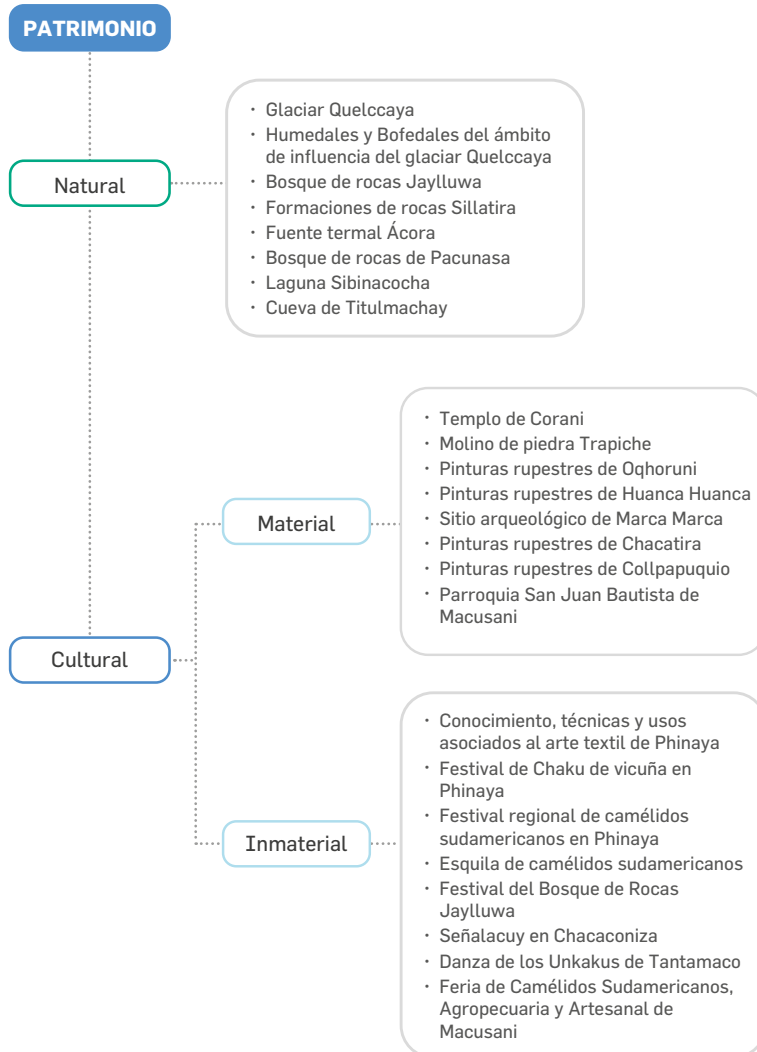 PATRIMONIO
Natural
· Glaciar Quelccaya
· Humedales y Bofedales del ámbito
de influencia del glaciar Quelccaya
· Bosque de rocas Jaylluwa
· Formaciones de rocas Sillatira
· Fuente termal Ácora
· Bosque de rocas de Pacunasa
· Laguna Sibinacocha
· Cueva de Titulmachay
Cultural
Material
· Templo de Corani
· Molino de piedra Trapiche
· Pinturas rupestres de Oqhoruni
· Pinturas rupestres de Huanca Huanca
· Sitio arqueológico de Marca Marca
· Pinturas rupestres de Chacatira
· Pinturas rupestres de Collpapuquio
· Parroquia San Juan Bautista de
Macusani
Inmaterial
· Conocimiento, técnicas y usos
asociados al arte textil de Phinaya
· Festival de Chaku de vicuña en
Phinaya
· Festival regional de camélidos
sudamericanos en Phinaya
· Esquila de camélidos sudamericanos
· Festival del Bosque de Rocas
Jaylluwa
· Señalacuy en Chacaconiza
· Danza de los Unkakus de Tantamaco
· Feria de Camélidos Sudamericanos,
Agropecuaria y Artesanal de
Macusani